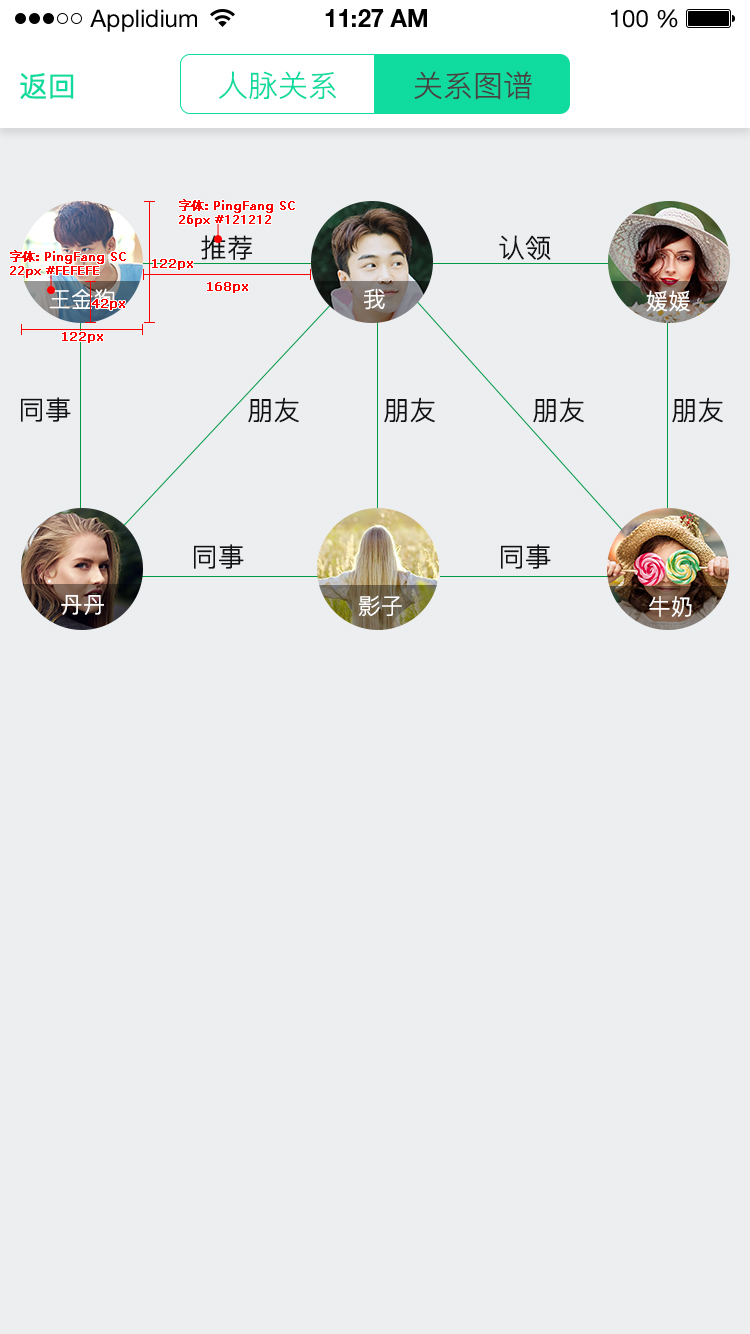 Applidium
11:27 AM
100 %
返回
人脉关系
关系图谱
字体: PingFang SC
26px #121212
推荐
认领
字体: PingFang SC
22px #FEFEFE
122px
168px
王金狗
42px
我
媛媛
122px
同事
朋友
朋友
朋友
朋友
同事
同事
丹丹
影子
牛奶